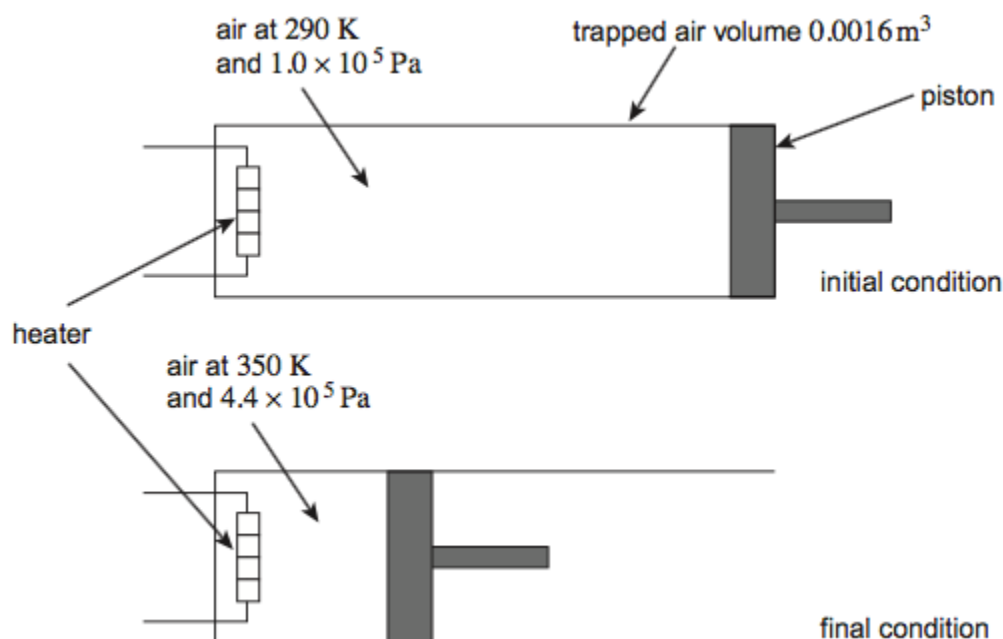 air at 290 K
and 1.0 × 10⁵ Pa
trapped air volume 0.0016 m³
piston
initial condition
heater
air at 350 K
and 4.4 × 10⁵ Pa
final condition